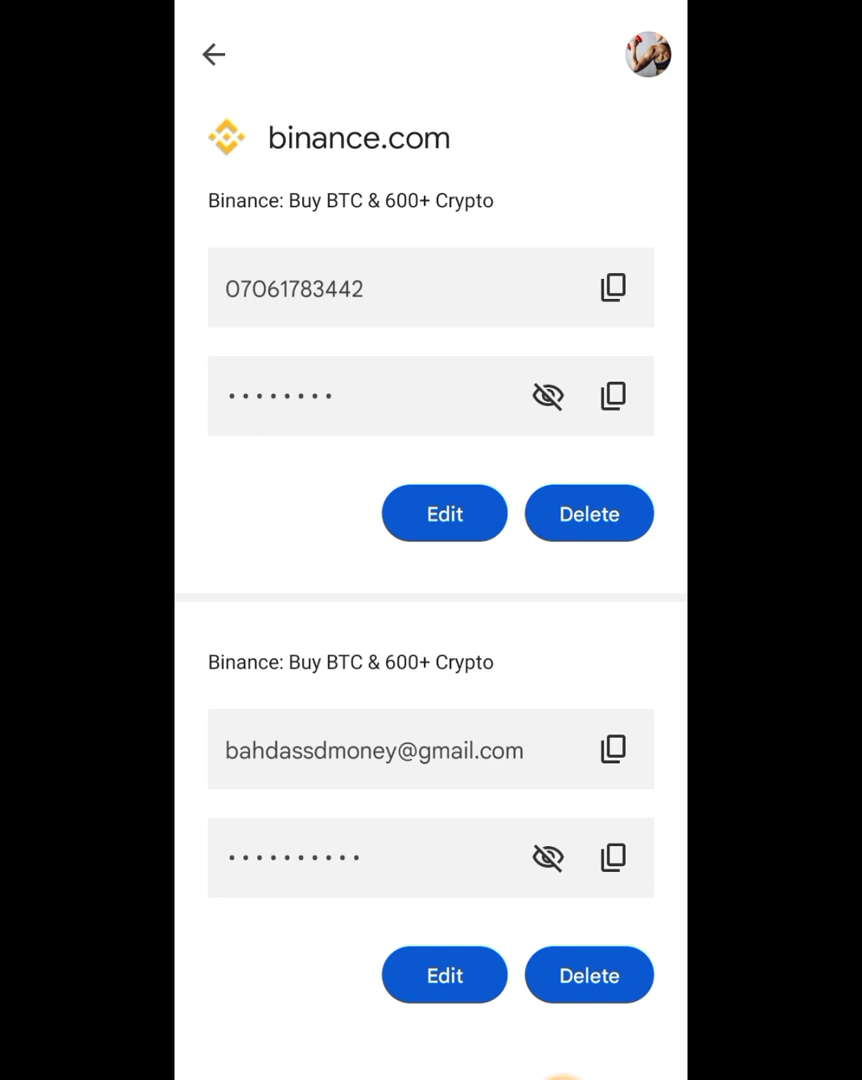 binance.com
Binance: Buy BTC & 600+ Crypto
07061783442
••••••••
Edit Delete
Binance: Buy BTC & 600+ Crypto
bahdassdmoney@gmail.com
••••••••••
Edit Delete